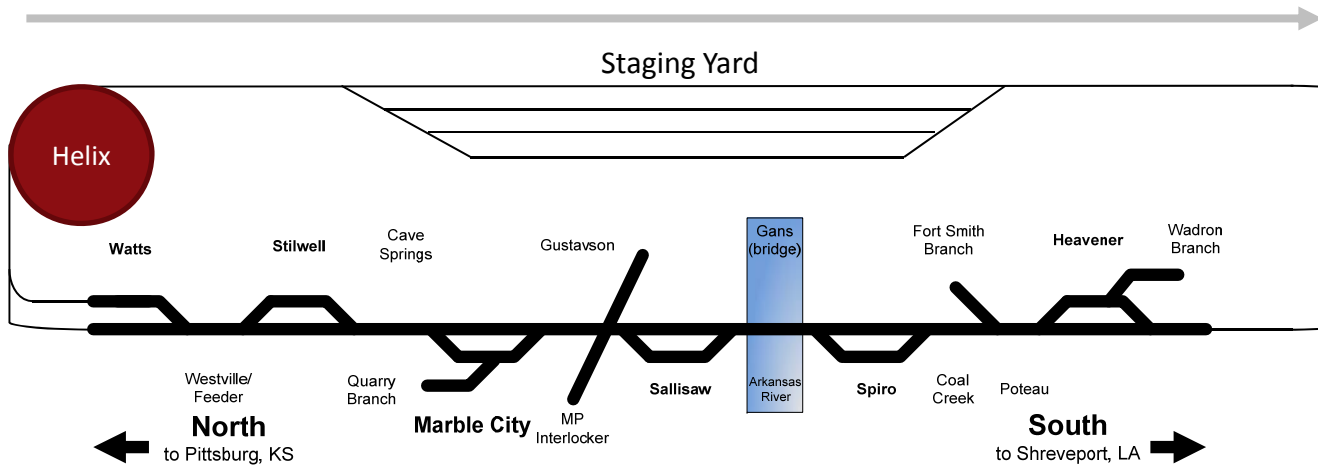 Staging Yard
Helix
Watts
Stilwell
Cave
Springs
Gustavson
Gans
(bridge)
Fort Smith
Branch
Heavener
Wadron
Branch
Westville/
Feeder
Quarry
Branch
Marble City
MP
Interlocker
Sallisaw
Arkansas
River
Spiro
Coal
Creek
Poteau
North
to Pittsburg, KS
South
to Shreveport, LA